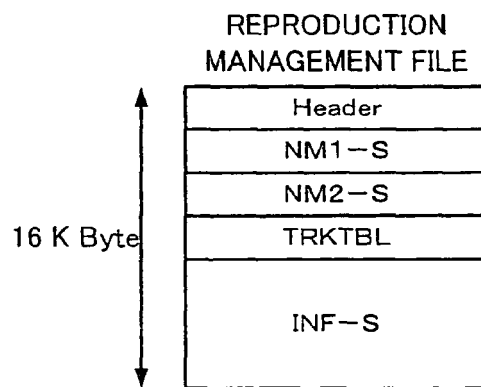 REPRODUCTION
MANAGEMENT FILE
Header
NM1-S
NM2-S
16 K Byte
TRKTBL
INF-S